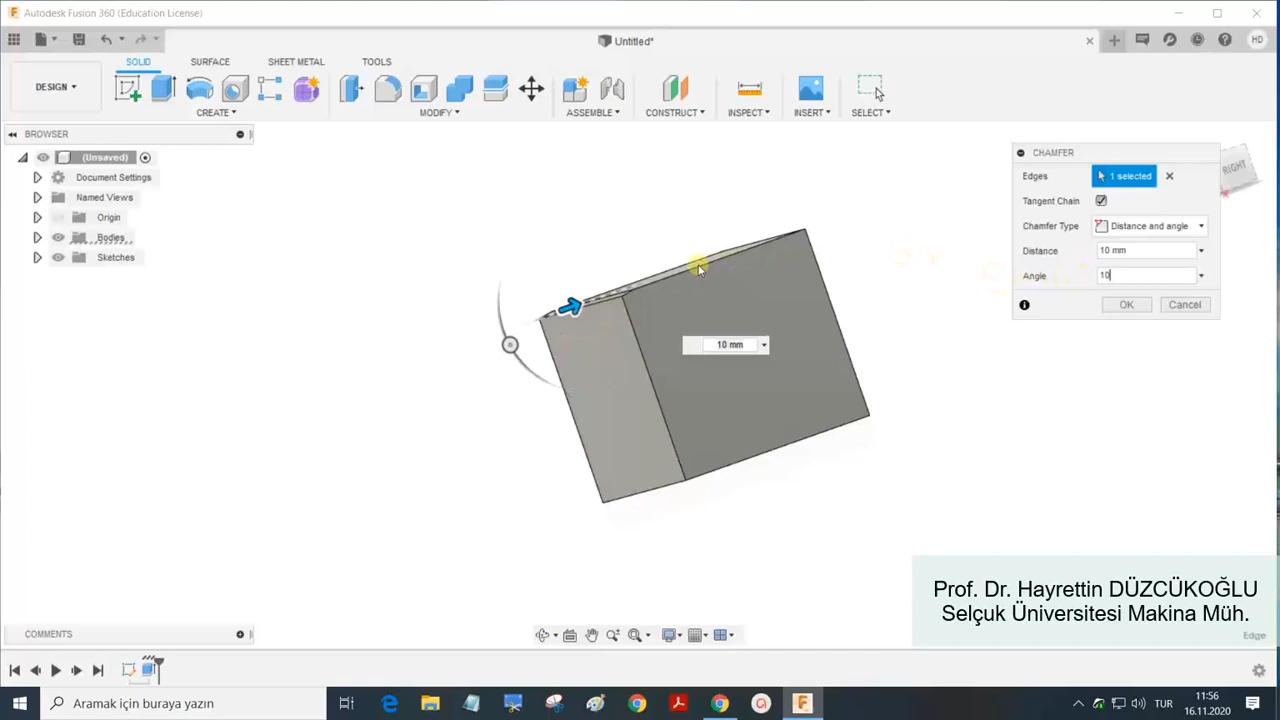 Autodesk Fusion 360 (Education License)
Untitled*
HD
DESIGN
SOLID
SURFACE
SHEET METAL
TOOLS
CREATE
MODIFY
ASSEMBLE
CONSTRUCT
INSPECT
INSERT
SELECT
BROWSER
(Unsaved)
Document Settings
Named Views
Origin
Bodies
Sketches
CHAMFER
Edges
1 selected
Tangent Chain
Chamfer Type
Distance and angle
Distance
10 mm
Angle
10
OK
Cancel
RIGHT
10 mm
Prof. Dr. Hayrettin DÜZCÜKOĞLU
Selçuk Üniversitesi Makina Müh.
Edge
COMMENTS
Aramak için buraya yazın
TUR
11:56
16.11.2020